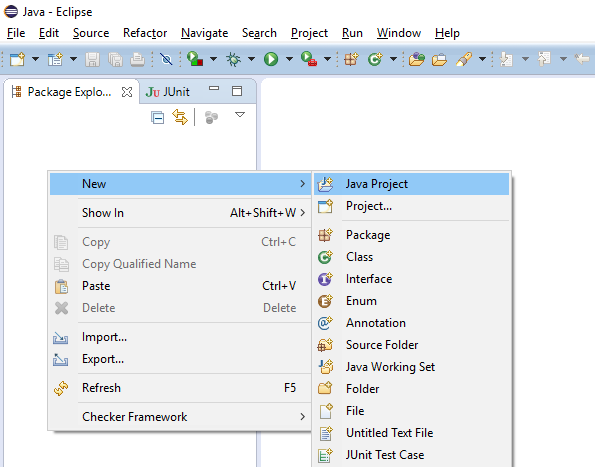 Java - Eclipse
File Edit Source Refactor Navigate Search Project Run Window Help
Package Explo... JUnit
New
Show In Alt+Shift+W
Copy Ctrl+C
Copy Qualified Name
Paste Ctrl+V
Delete Delete
Import...
Export...
Refresh F5
Checker Framework
Java Project
Project...
Package
Class
Interface
Enum
Annotation
Source Folder
Java Working Set
Folder
File
Untitled Text File
JUnit Test Case